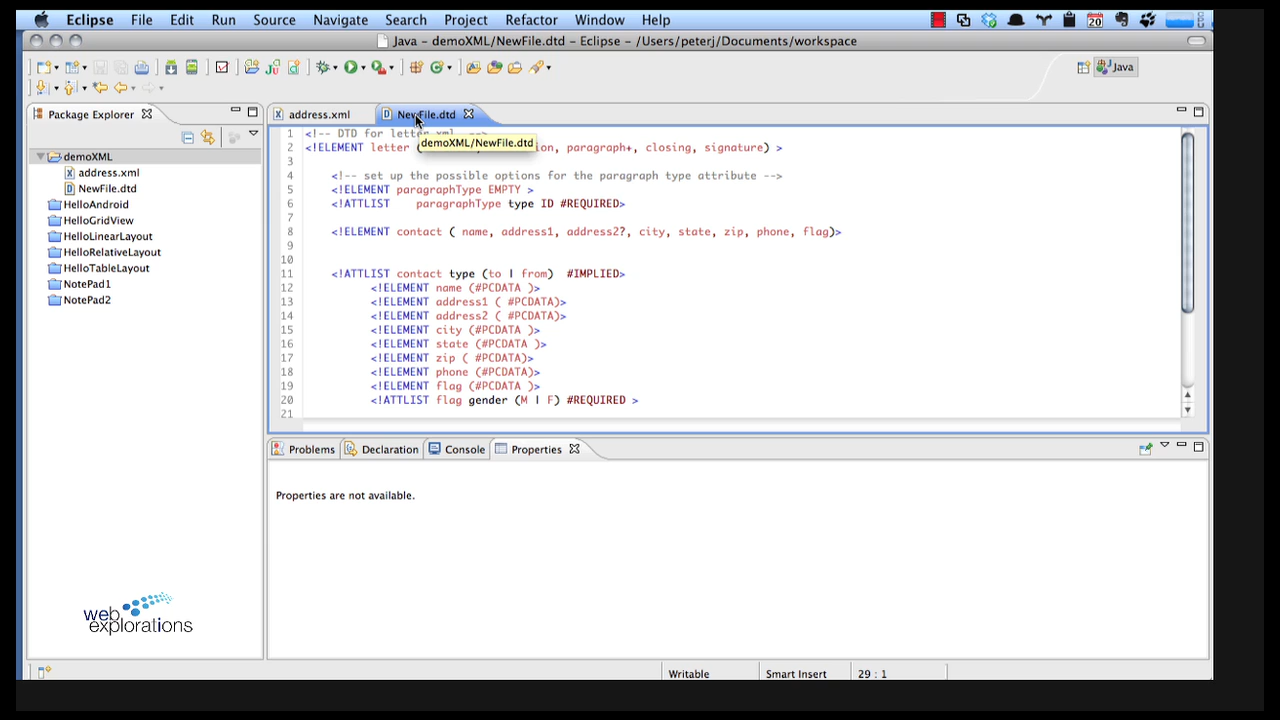 Eclipse File Edit Run Source Navigate Search Project Refactor Window Help 20
Java – demoXML/NewFile.dtd – Eclipse – /Users/peterj/Documents/workspace
Java
Package Explorer
address.xml NewFile.dtd
demoXML/NewFile.dtd
demoXML
address.xml
NewFile.dtd
HelloAndroid
HelloGridView
HelloLinearLayout
HelloRelativeLayout
HelloTableLayout
NotePad1
NotePad2
1 <!-- DTD for letter.xml -->
2 <!ELEMENT letter ( on, paragraph+, closing, signature) >
3
4 <!-- set up the possible options for the paragraph type attribute -->
5 <!ELEMENT paragraphType EMPTY >
6 <!ATTLIST paragraphType type ID #REQUIRED>
7
8 <!ELEMENT contact ( name, address1, address2?, city, state, zip, phone, flag)>
9
10
11 <!ATTLIST contact type (to | from) #IMPLIED>
12 <!ELEMENT name (#PCDATA )>
13 <!ELEMENT address1 ( #PCDATA)>
14 <!ELEMENT address2 ( #PCDATA)>
15 <!ELEMENT city (#PCDATA )>
16 <!ELEMENT state (#PCDATA )>
17 <!ELEMENT zip ( #PCDATA)>
18 <!ELEMENT phone (#PCDATA)>
19 <!ELEMENT flag (#PCDATA )>
20 <!ATTLIST flag gender (M | F) #REQUIRED >
21
Problems Declaration Console Properties
Properties are not available.
web
explorations
Writable Smart Insert 29 : 1